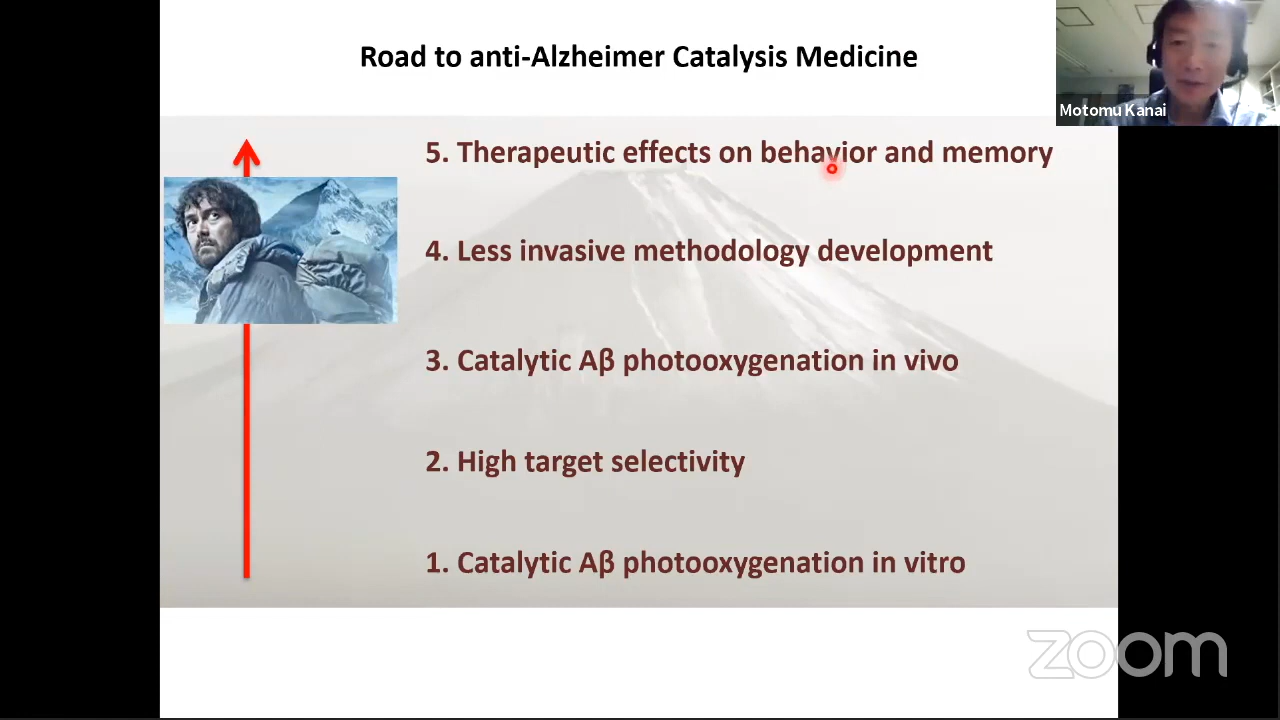 Road to anti-Alzheimer Catalysis Medicine
Motomu Kanai
5. Therapeutic effects on behavior and memory
4. Less invasive methodology development
3. Catalytic Aβ photooxygenation in vivo
2. High target selectivity
1. Catalytic Aβ photooxygenation in vitro
zoom